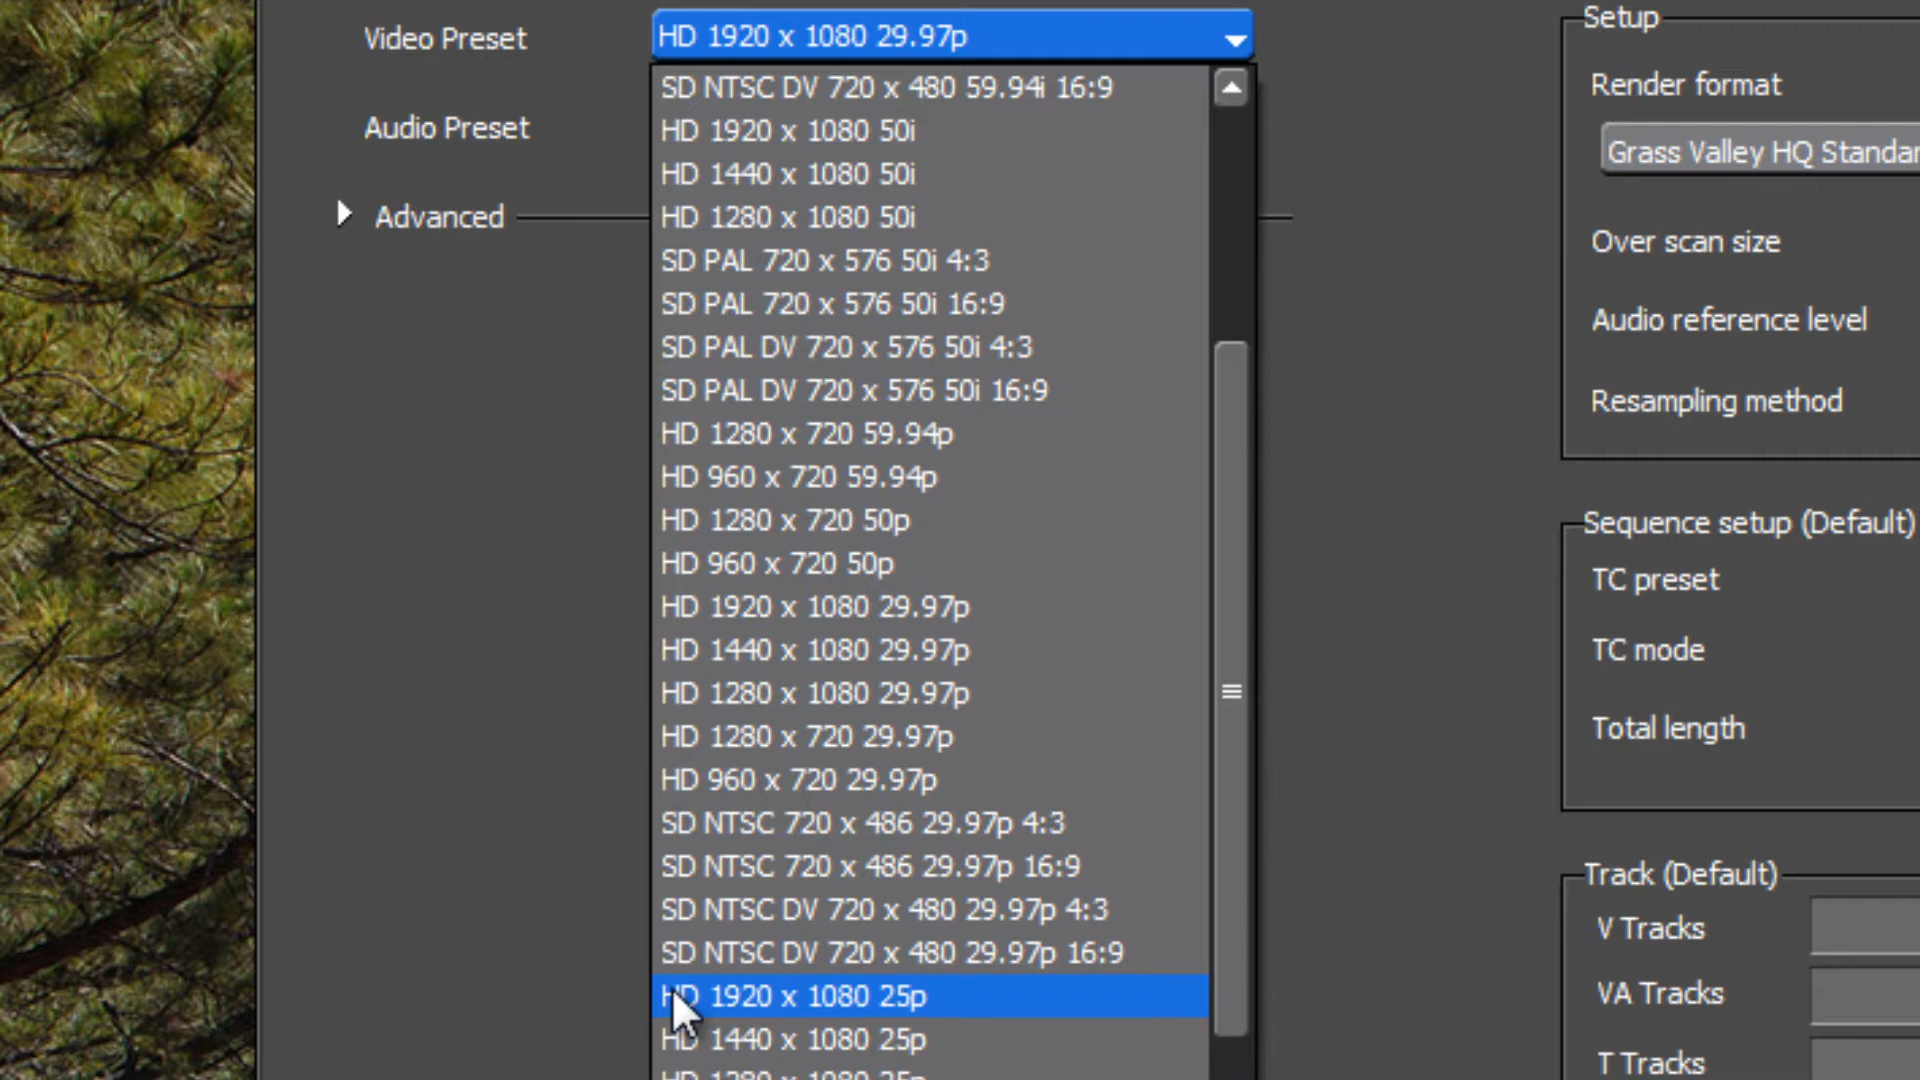 Video Preset
HD 1920 x 1080 29.97p
Audio Preset
Advanced
SD NTSC DV 720 x 480 59.94i 16:9
HD 1920 x 1080 50i
HD 1440 x 1080 50i
HD 1280 x 1080 50i
SD PAL 720 x 576 50i 4:3
SD PAL 720 x 576 50i 16:9
SD PAL DV 720 x 576 50i 4:3
SD PAL DV 720 x 576 50i 16:9
HD 1280 x 720 59.94p
HD 960 x 720 59.94p
HD 1280 x 720 50p
HD 960 x 720 50p
HD 1920 x 1080 29.97p
HD 1440 x 1080 29.97p
HD 1280 x 1080 29.97p
HD 1280 x 720 29.97p
HD 960 x 720 29.97p
SD NTSC 720 x 486 29.97p 4:3
SD NTSC 720 x 486 29.97p 16:9
SD NTSC DV 720 x 480 29.97p 4:3
SD NTSC DV 720 x 480 29.97p 16:9
HD 1920 x 1080 25p
HD 1440 x 1080 25p
HD 1280 x 1080 25p
Setup
Render format
Grass Valley HQ Standar
Over scan size
Audio reference level
Resampling method
Sequence setup (Default)
TC preset
TC mode
Total length
Track (Default)
V Tracks
VA Tracks
T Tracks